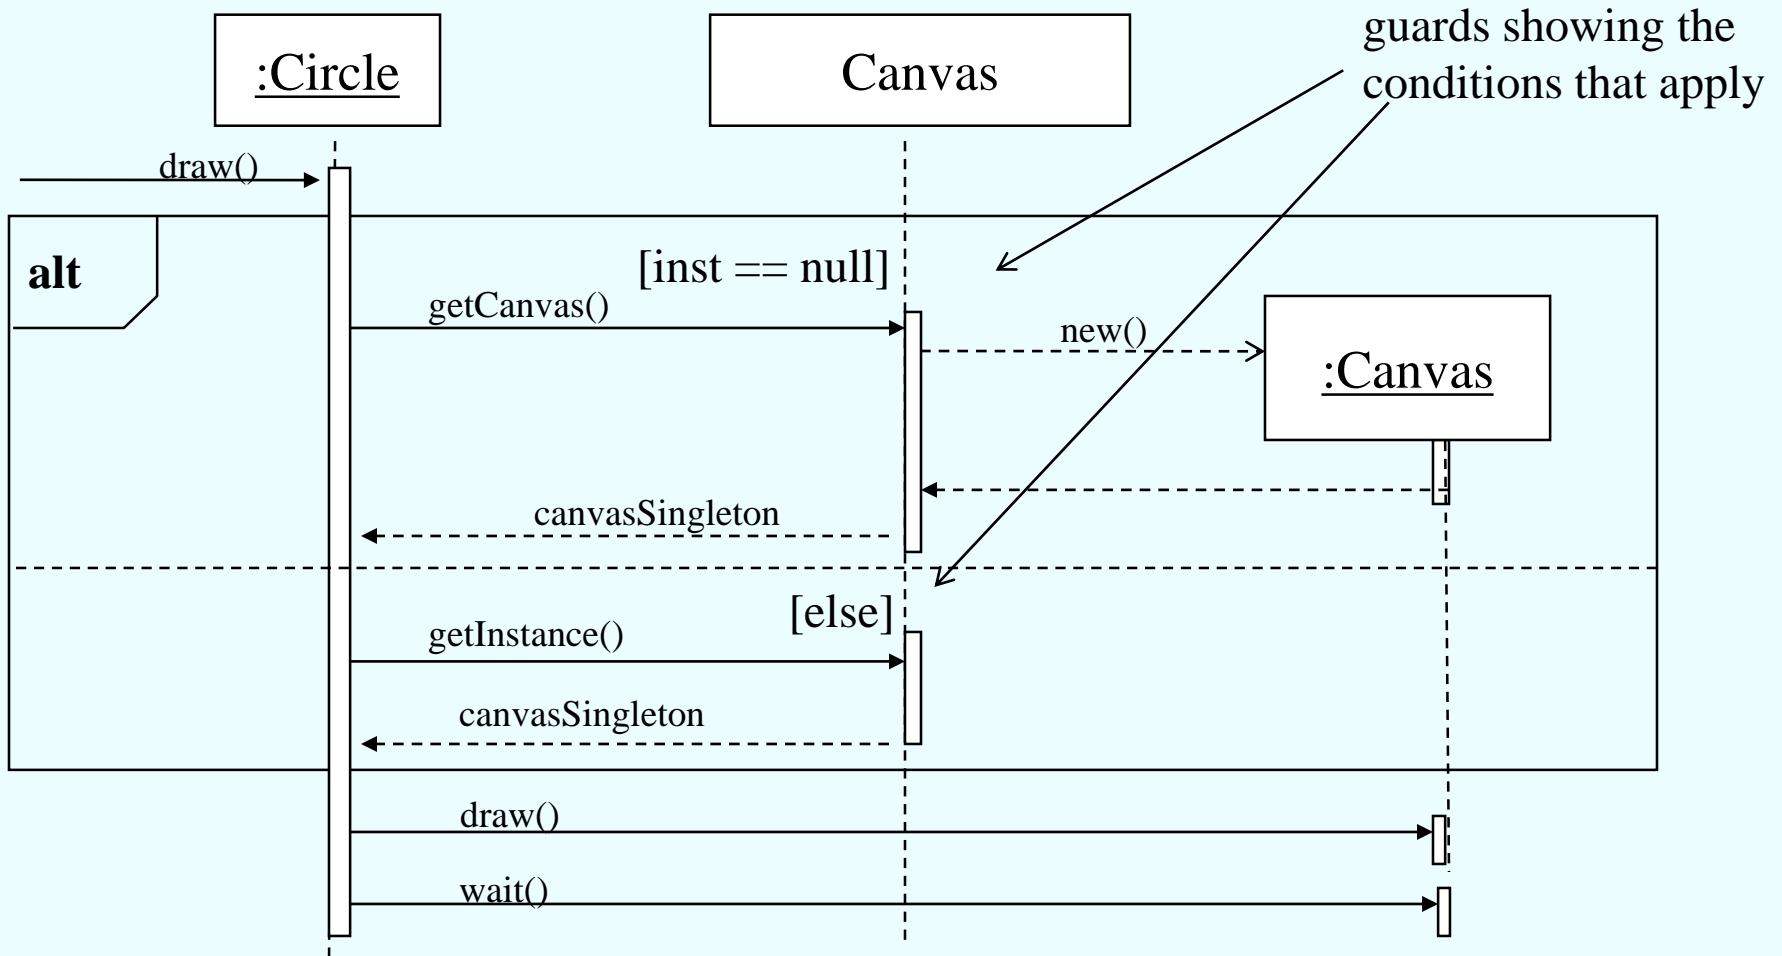 :Circle
Canvas
guards showing the
conditions that apply
draw()
alt
[inst == null]
getCanvas()
new()
:Canvas
canvasSingleton
[else]
getInstance()
canvasSingleton
draw()
wait()